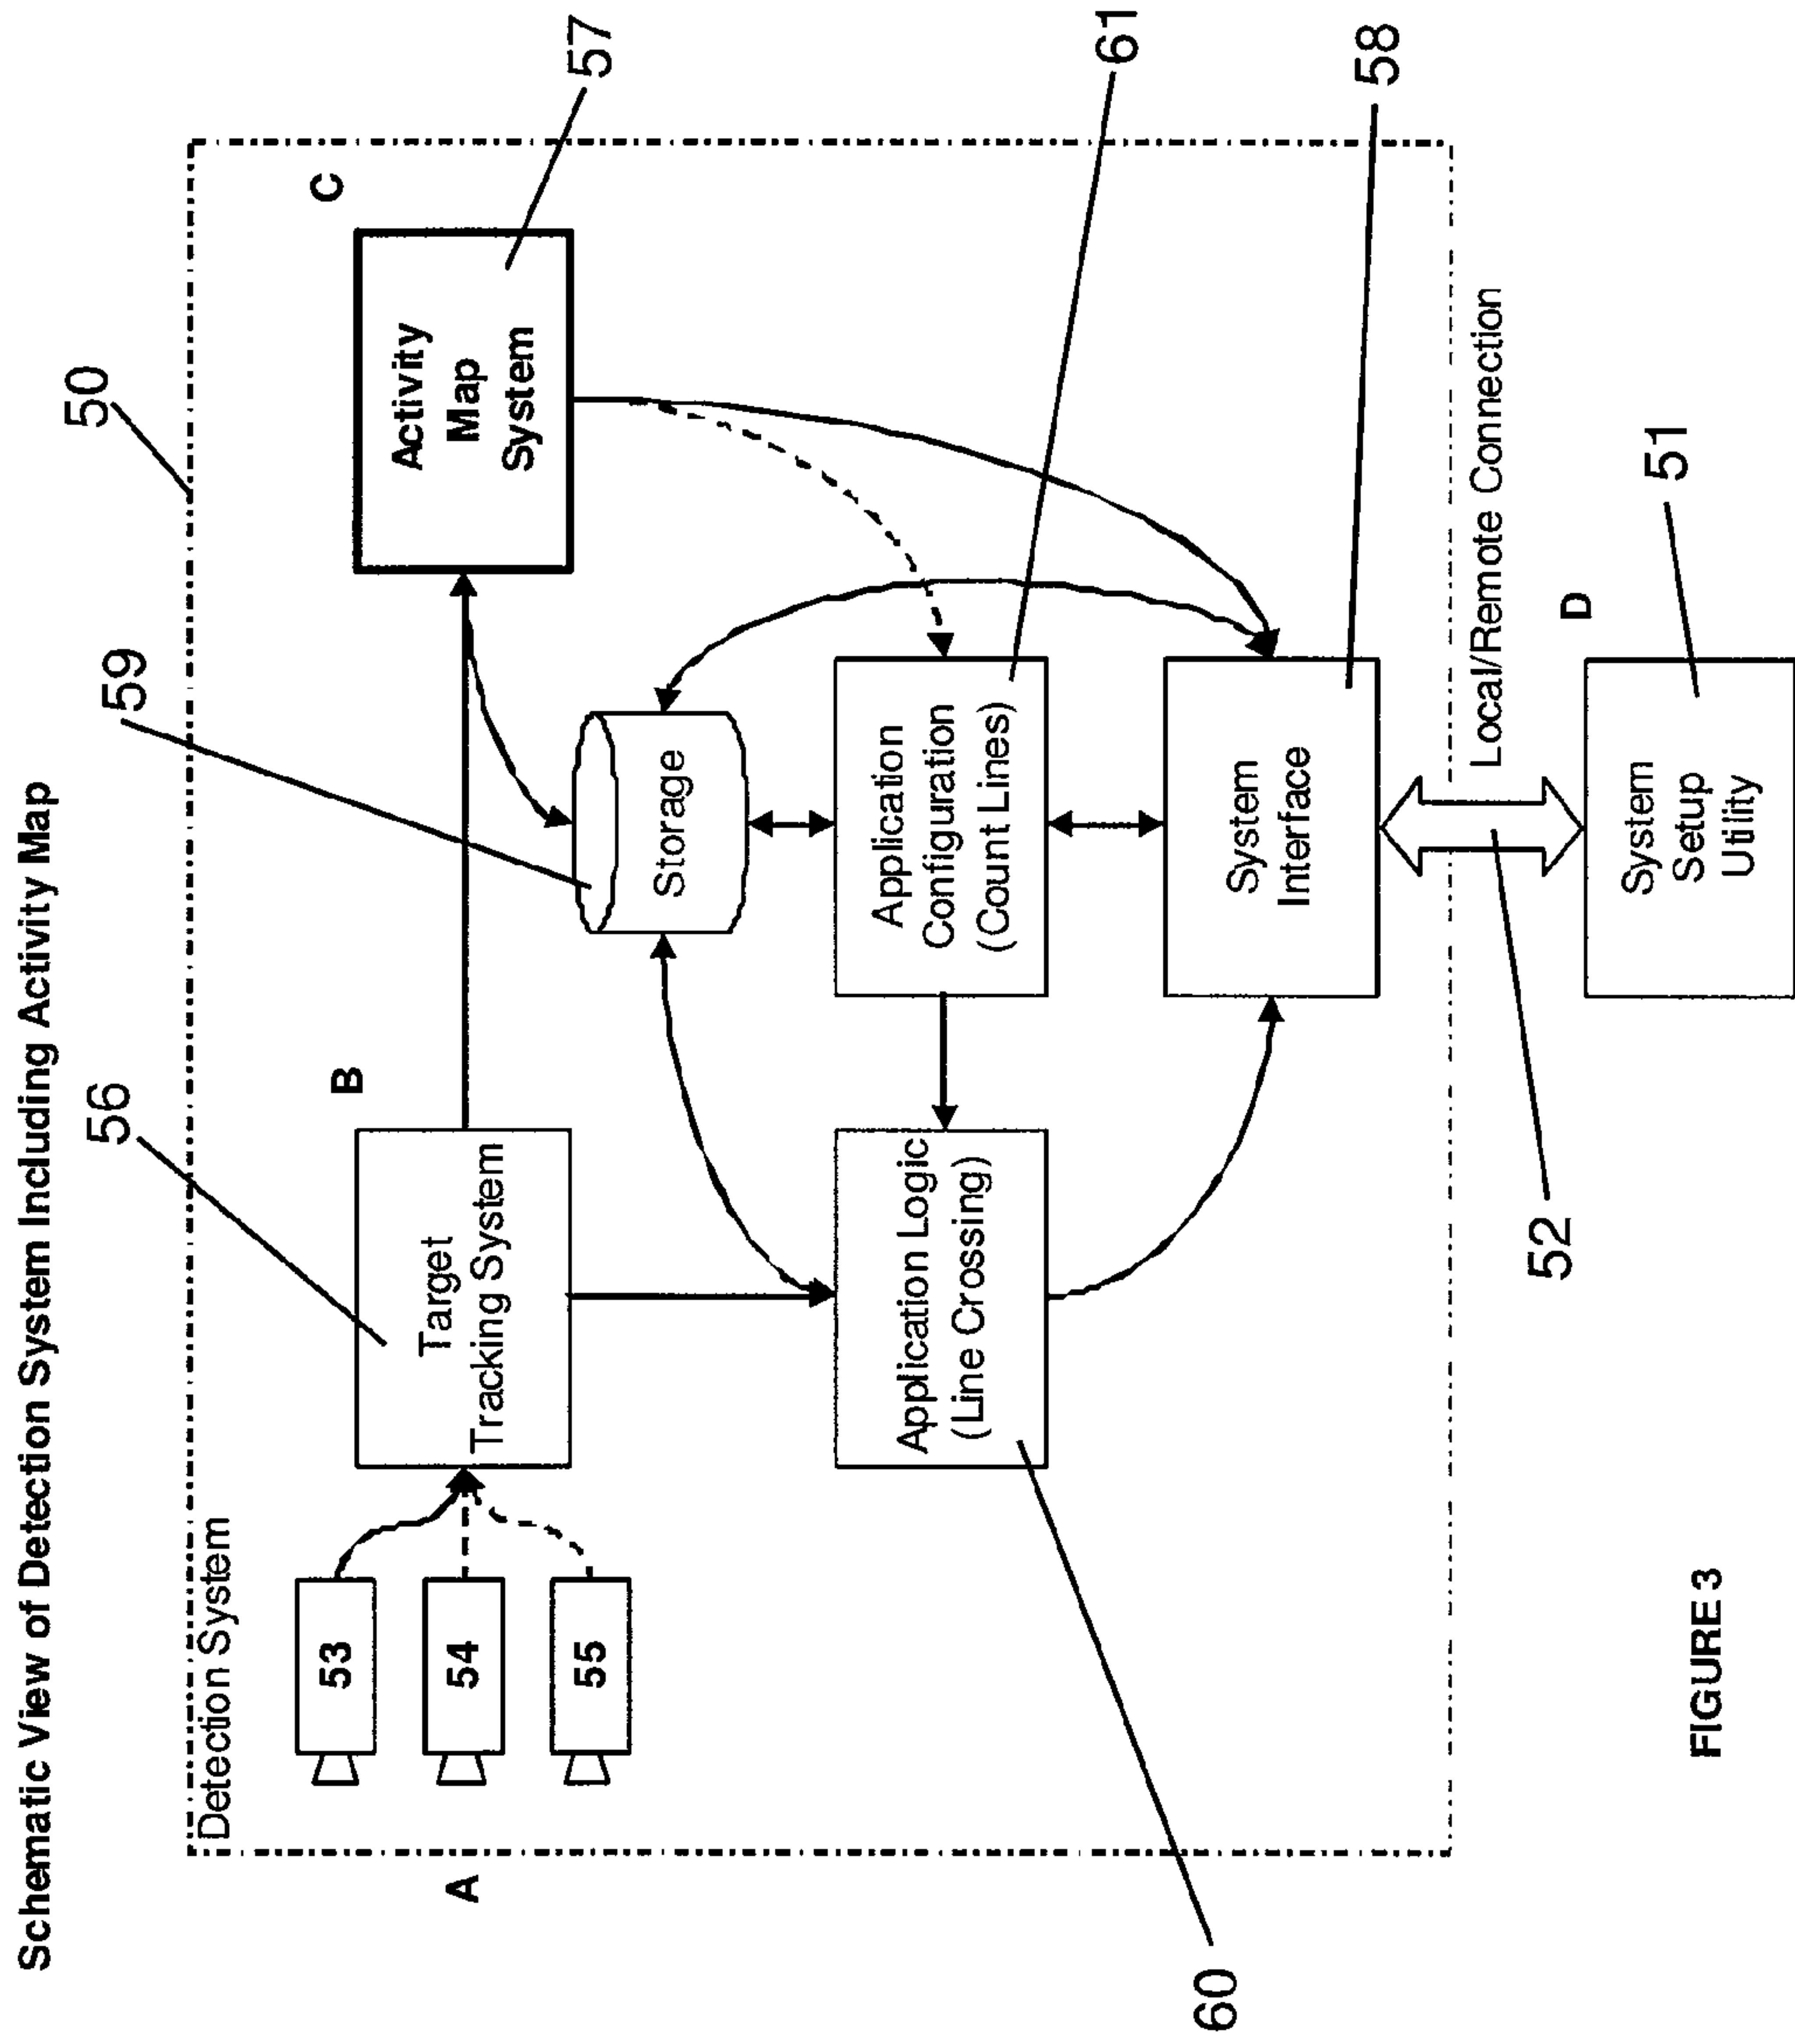 Schematic View of Detection System Including Activity Map
50
59
56
57
Detection System
A
B
C
53
54
55
Target
Tracking System
Activity
Map
System
Storage
Application Logic
(Line Crossing)
Application
Configuration
(Count Lines)
61
System
Interface
58
60
Local/Remote Connection
52
D
System
Setup
Utility
51
FIGURE 3